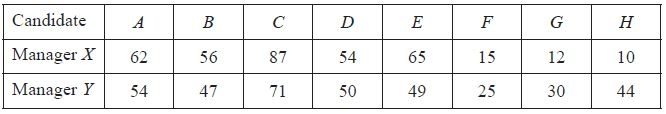 Candidate A B C D E F G H
Manager X 62 56 87 54 65 15 12 10
Manager Y 54 47 71 50 49 25 30 44